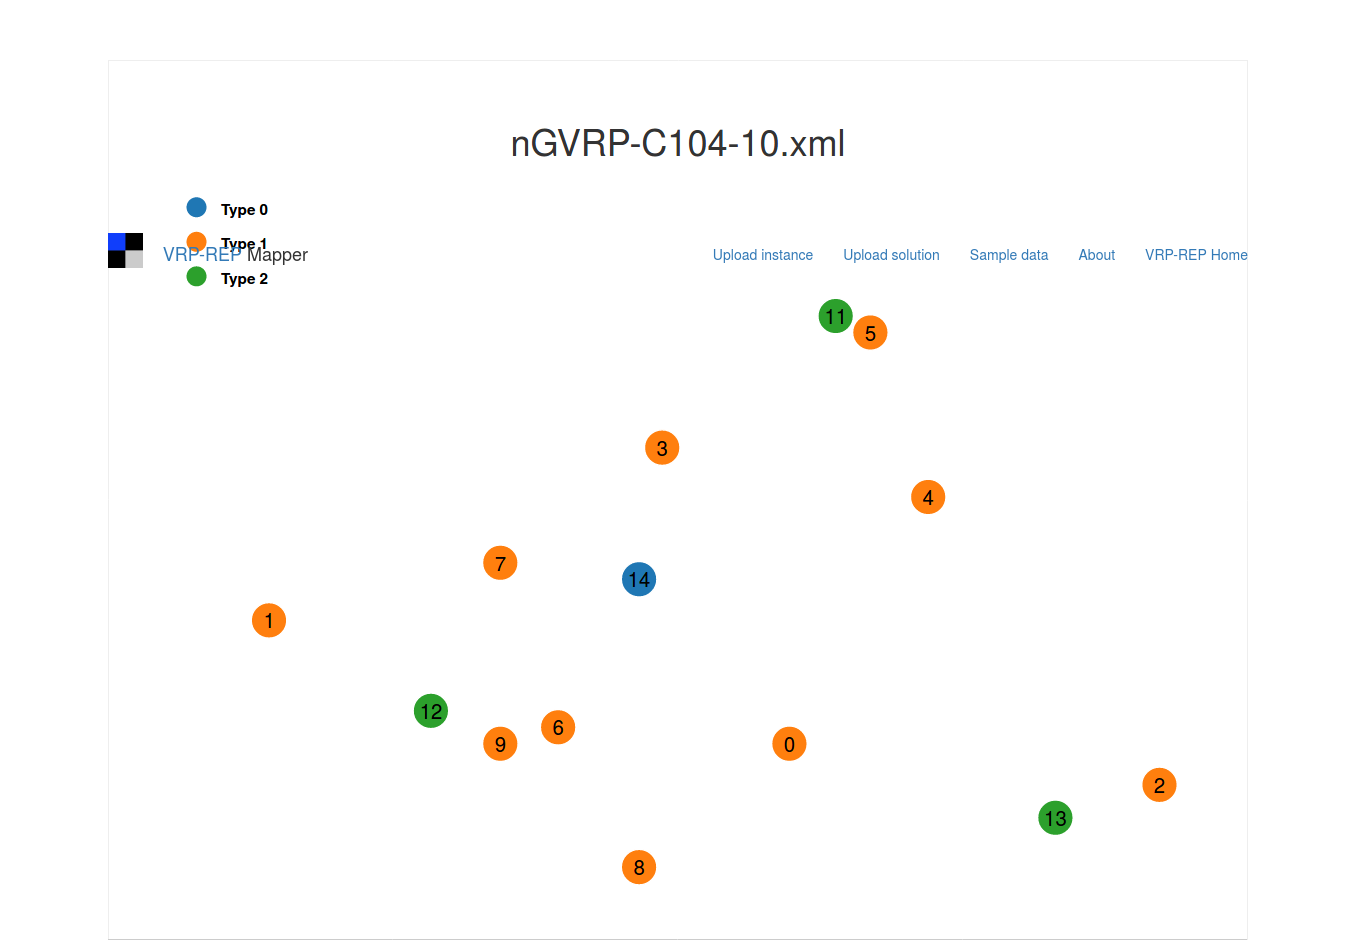 nGVRP-C104-10.xml
Type 0
Type 1
VRP-REP Mapper
Upload instance
Upload solution
Sample data
About
VRP-REP Home
Type 2
11
5
3
4
7
14
1
12
6
9
0
2
13
8